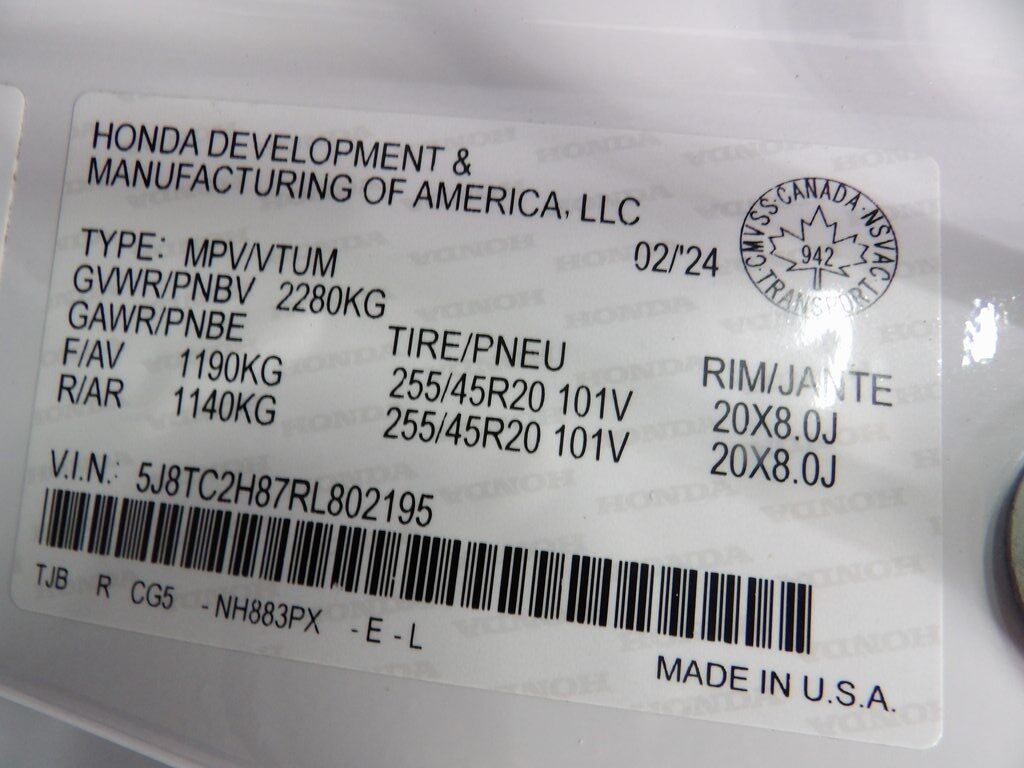 HONDA DEVELOPMENT &
MANUFACTURING OF AMERICA, LLC
02/'24
CMVSS·CANADA·NSVAC·TRANSPORT·
942
TYPE: MPV/VTUM
GVWR/PNBV 2280KG
GAWR/PNBE TIRE/PNEU RIM/JANTE
F/AV 1190KG 255/45R20 101V 20X8.0J
R/AR 1140KG 255/45R20 101V 20X8.0J
V.I.N.: 5J8TC2H87RL802195
TJB R CG5 -NH883PX -E-L
MADE IN U.S.A.